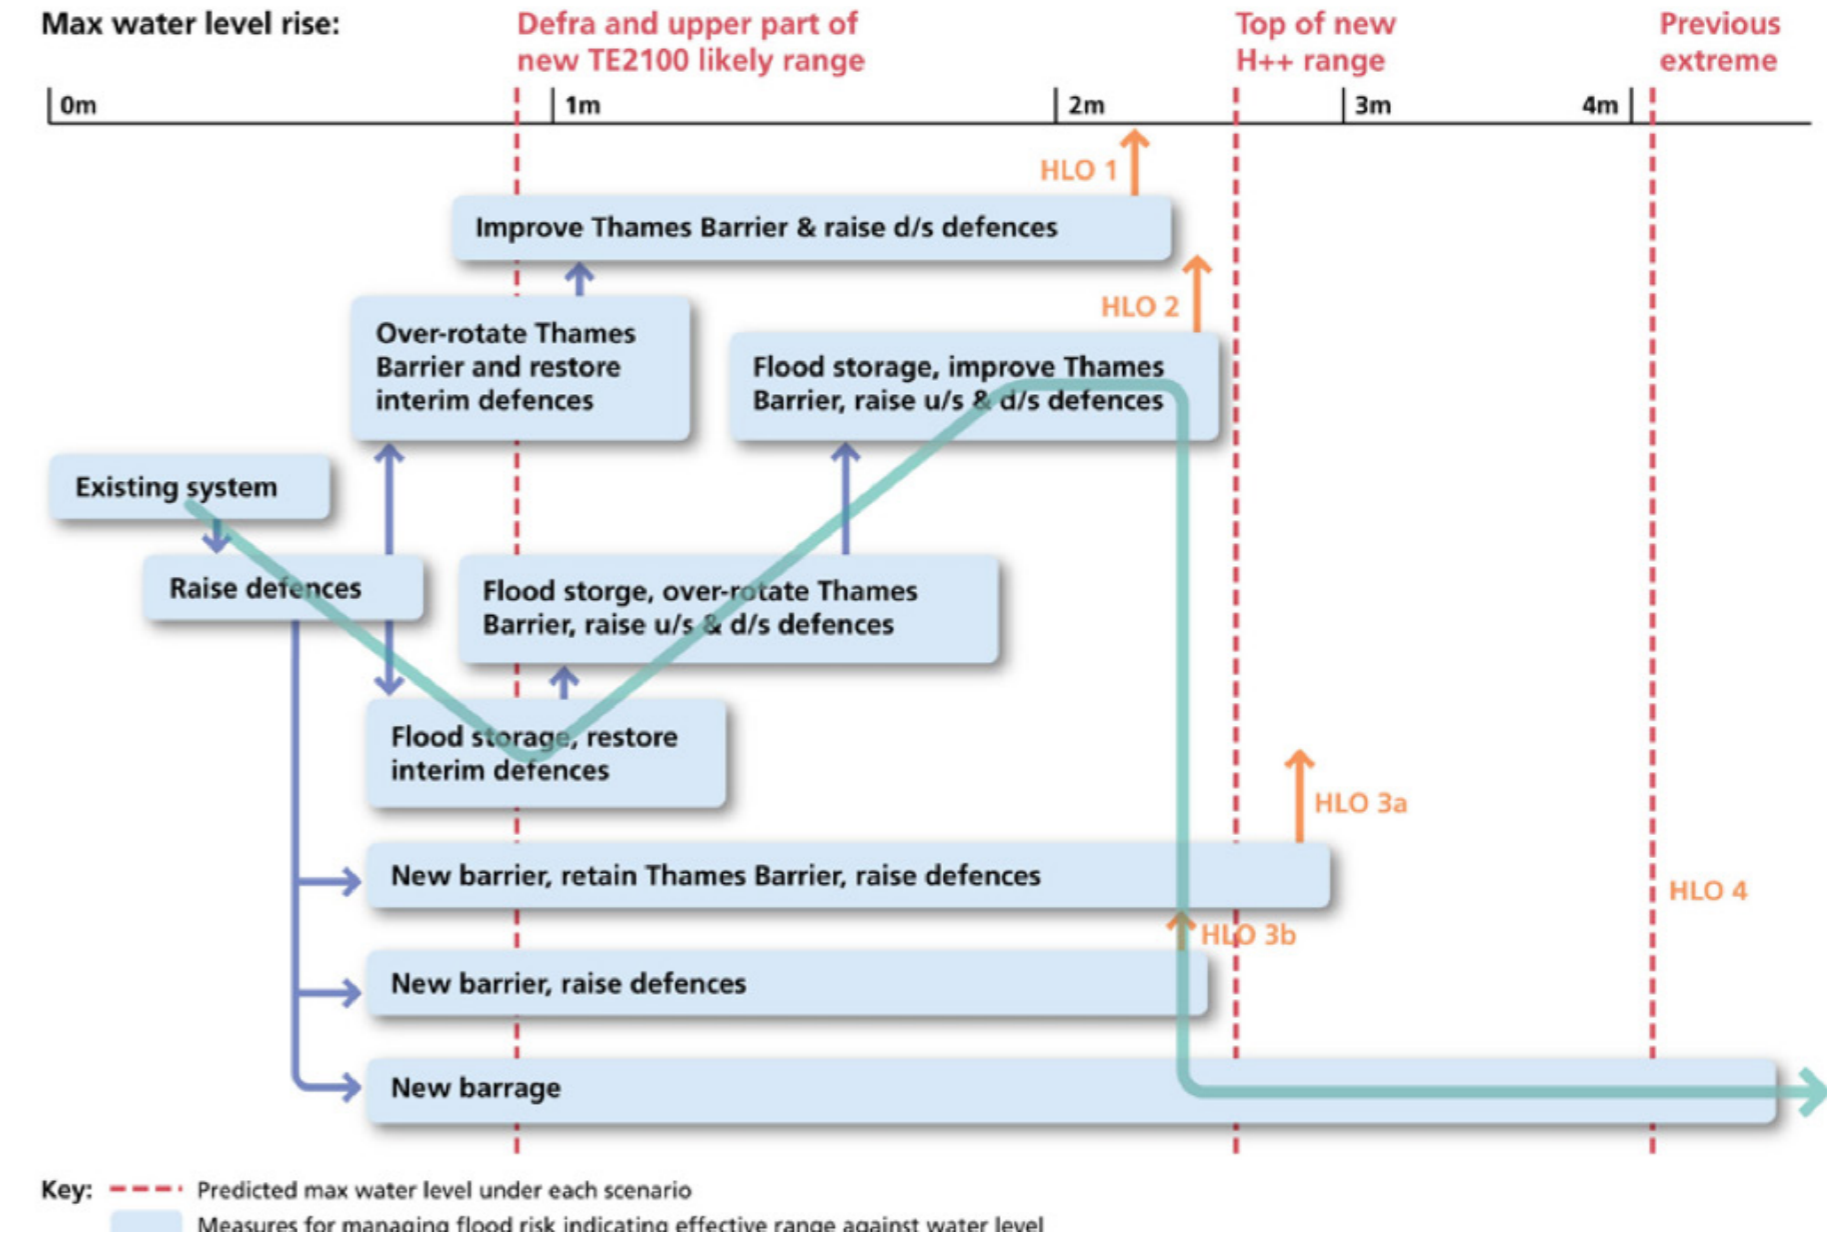 Max water level rise:
Defra and upper part of
new TE2100 likely range
Top of new
H++ range
Previous
extreme
0m
1m
2m
3m
4m
HLO 1
Improve Thames Barrier & raise d/s defences
HLO 2
Over-rotate Thames
Barrier and restore
interim defences
Flood storage, improve Thames
Barrier, raise u/s & d/s defences
Existing system
Raise defences
Flood storge, over-rotate Thames
Barrier, raise u/s & d/s defences
Flood storage, restore
interim defences
HLO 3a
New barrier, retain Thames Barrier, raise defences
HLO 4
HLO 3b
New barrier, raise defences
New barrage
Key:
Predicted max water level under each scenario
Measures for managing flood risk indicating effective range against water level